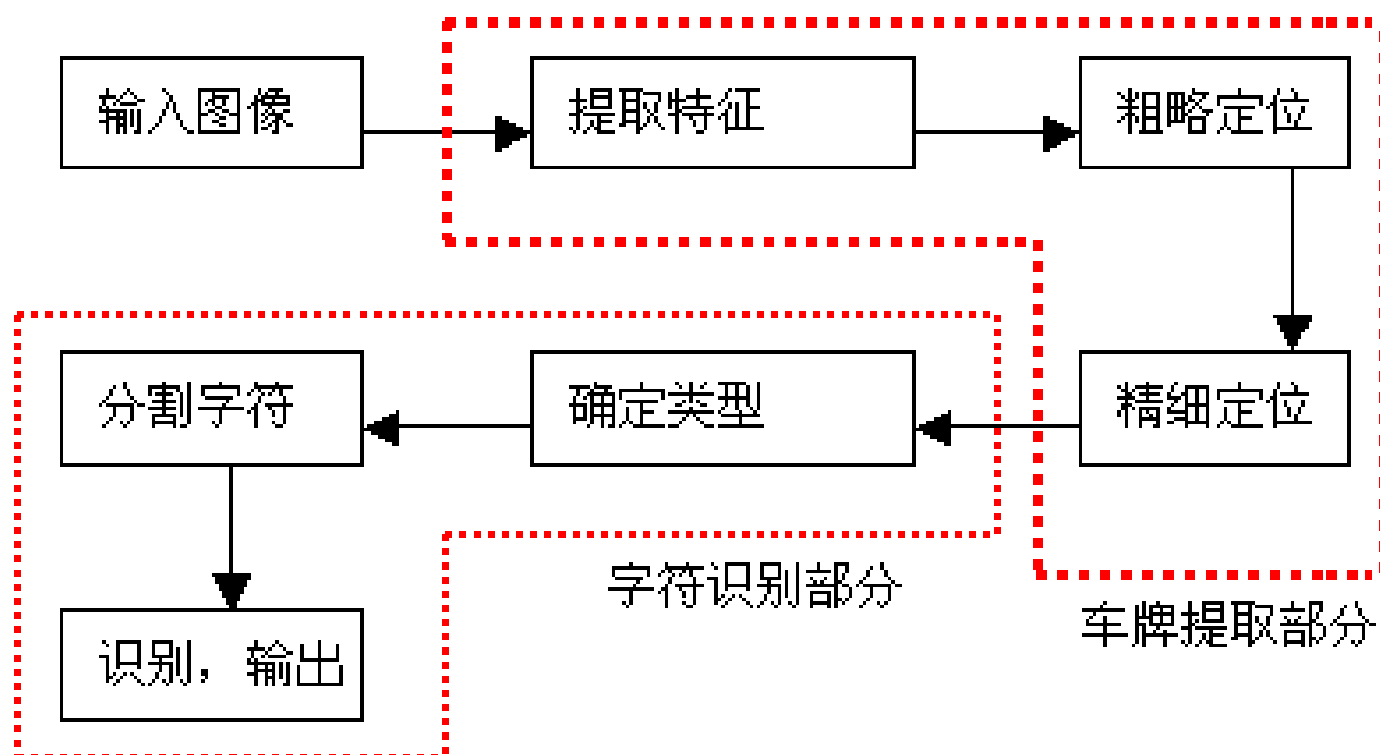 输入图像
提取特征
粗略定位
分割字符
确定类型
精细定位
字符识别部分
车牌提取部分
识别，输出